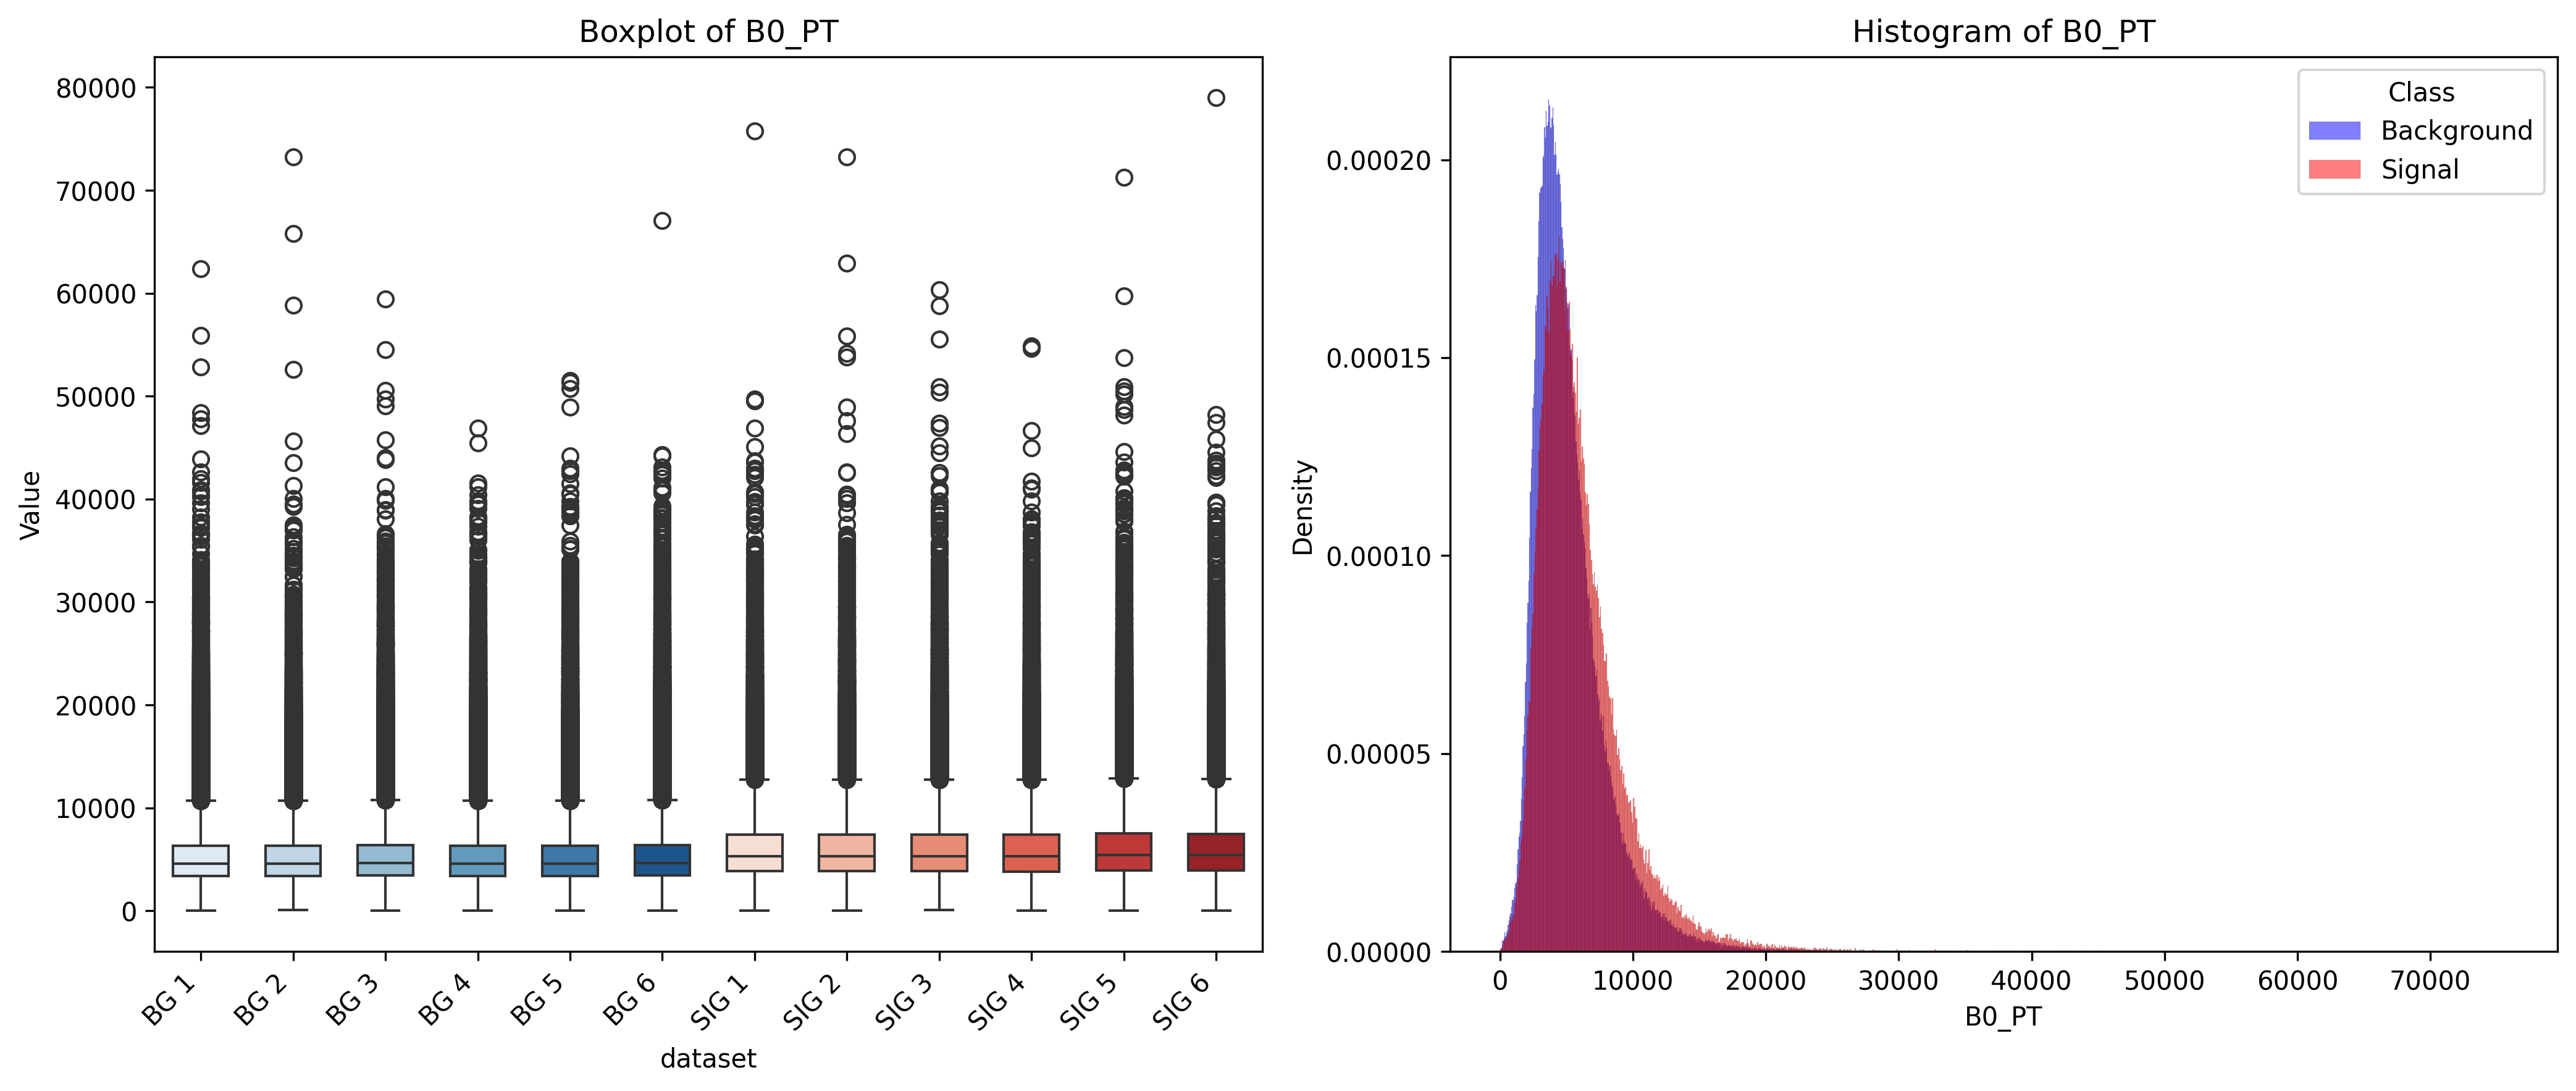 Boxplot of B0_PT
80000
70000
60000
50000
40000
30000
20000
10000
0
Value
BG 1
BG 2
BG 3
BG 4
BG 5
BG 6
SIG 1
SIG 2
SIG 3
SIG 4
SIG 5
SIG 6
dataset
Histogram of B0_PT
Class
Background
Signal
0.00020
0.00015
0.00010
0.00005
0.00000
Density
0
10000
20000
30000
40000
50000
60000
70000
B0_PT